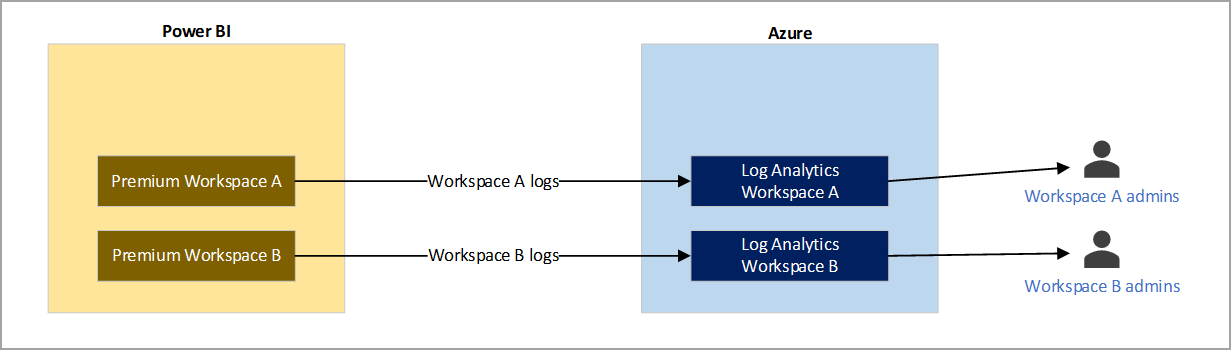 Power BI
Azure
Premium Workspace A
Workspace A logs
Log Analytics
Workspace A
Workspace A admins
Premium Workspace B
Workspace B logs
Log Analytics
Workspace B
Workspace B admins